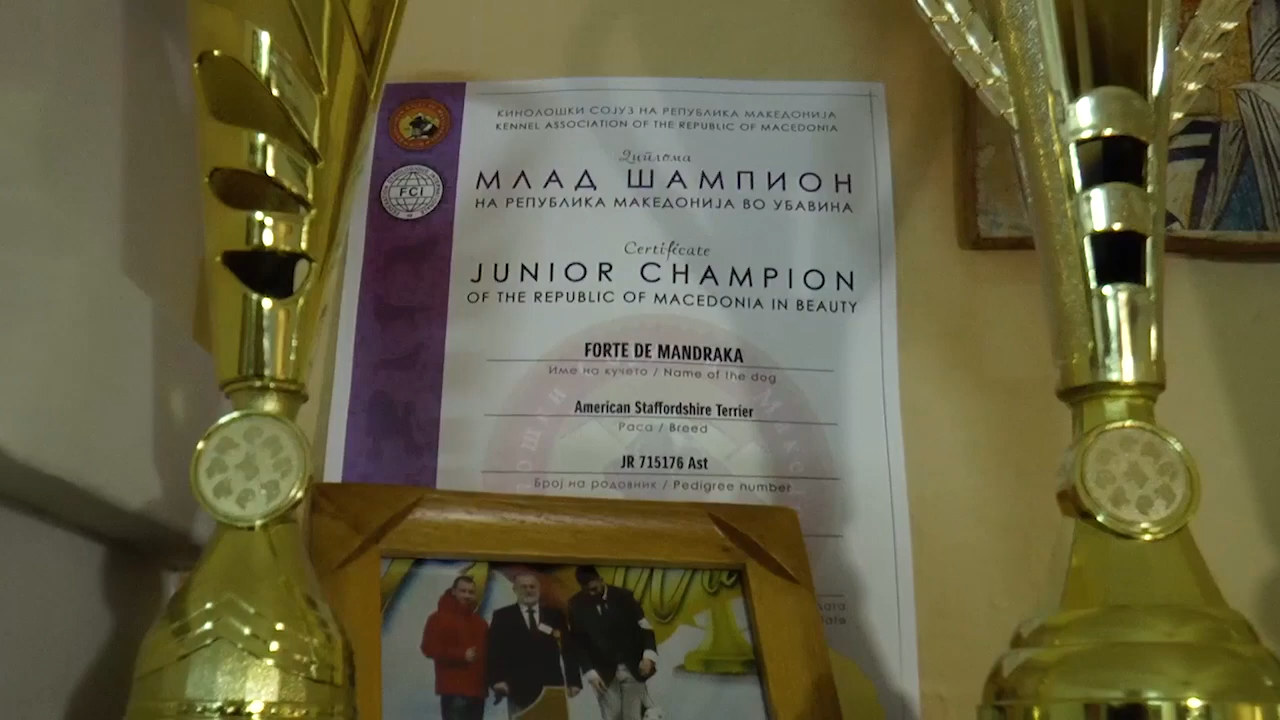 КИНОЛОШКИ СОЈУЗ НА РЕПУБЛИКА МАКЕДОНИЈА
KENNEL ASSOCIATION OF THE REPUBLIC OF MACEDONIA
Диплома
МЛАД ШАМПИОН
НА РЕПУБЛИКА МАКЕДОНИЈА ВО УБАВИНА
FCI
Certificate
JUNIOR CHAMPION
OF THE REPUBLIC OF MACEDONIA IN BEAUTY
FORTE DE MANDRAKA
Име на кучето / Name of the dog
American Staffordshire Terrier
Раса / Breed
JR 715176 Ast
Број на родовник / Pedigree number